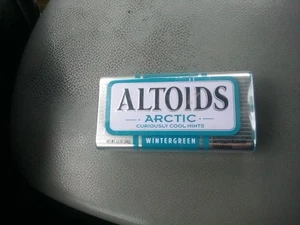 ALTOIDS
ARCTIC
CURIOUSLY COOL MINTS
WINTERGREEN